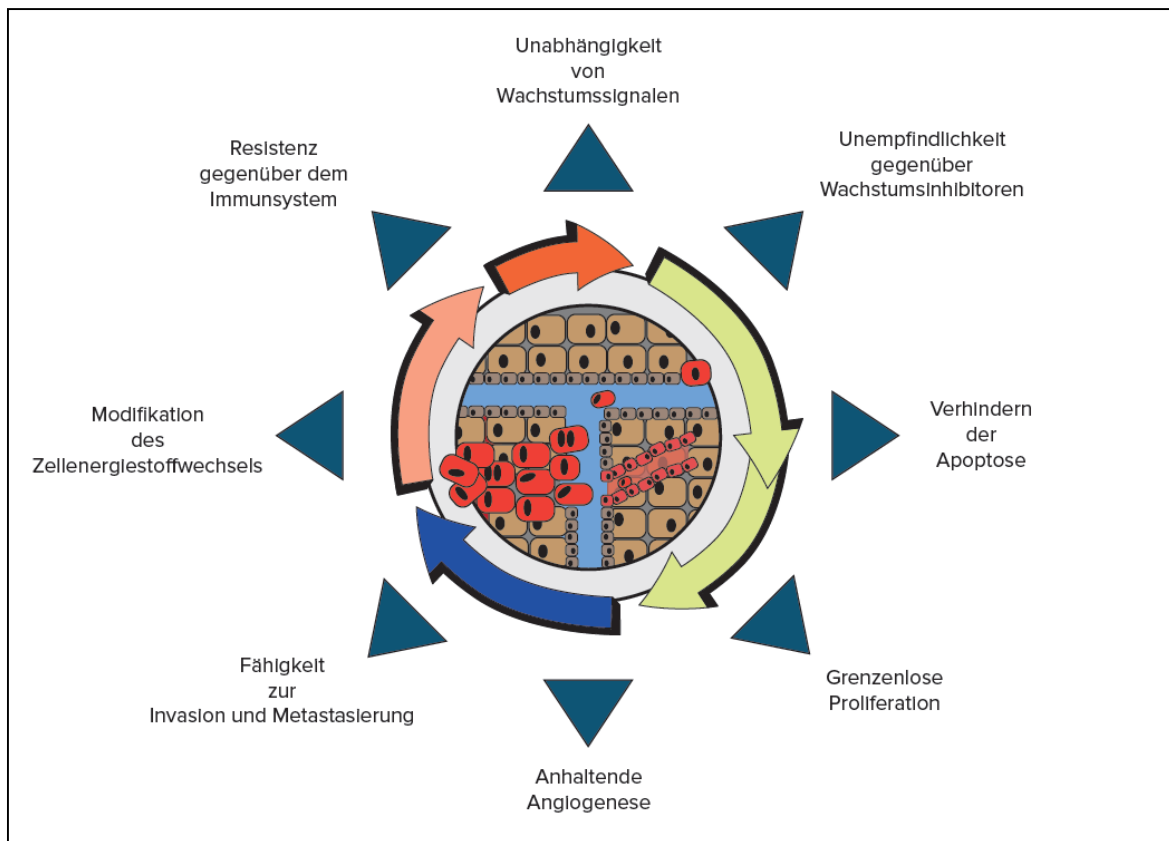 Unabhängigkeit
von
Wachstumssignalen
Unempfindlichkeit
gegenüber
Wachstumsinhibitoren
Verhindern
der
Apoptose
Grenzenlose
Proliferation
Anhaltende
Angiogenese
Fähigkeit
zur
Invasion und Metastasierung
Modifikation
des
Zellenergiestoffwechsels
Resistenz
gegenüber dem
Immunsystem